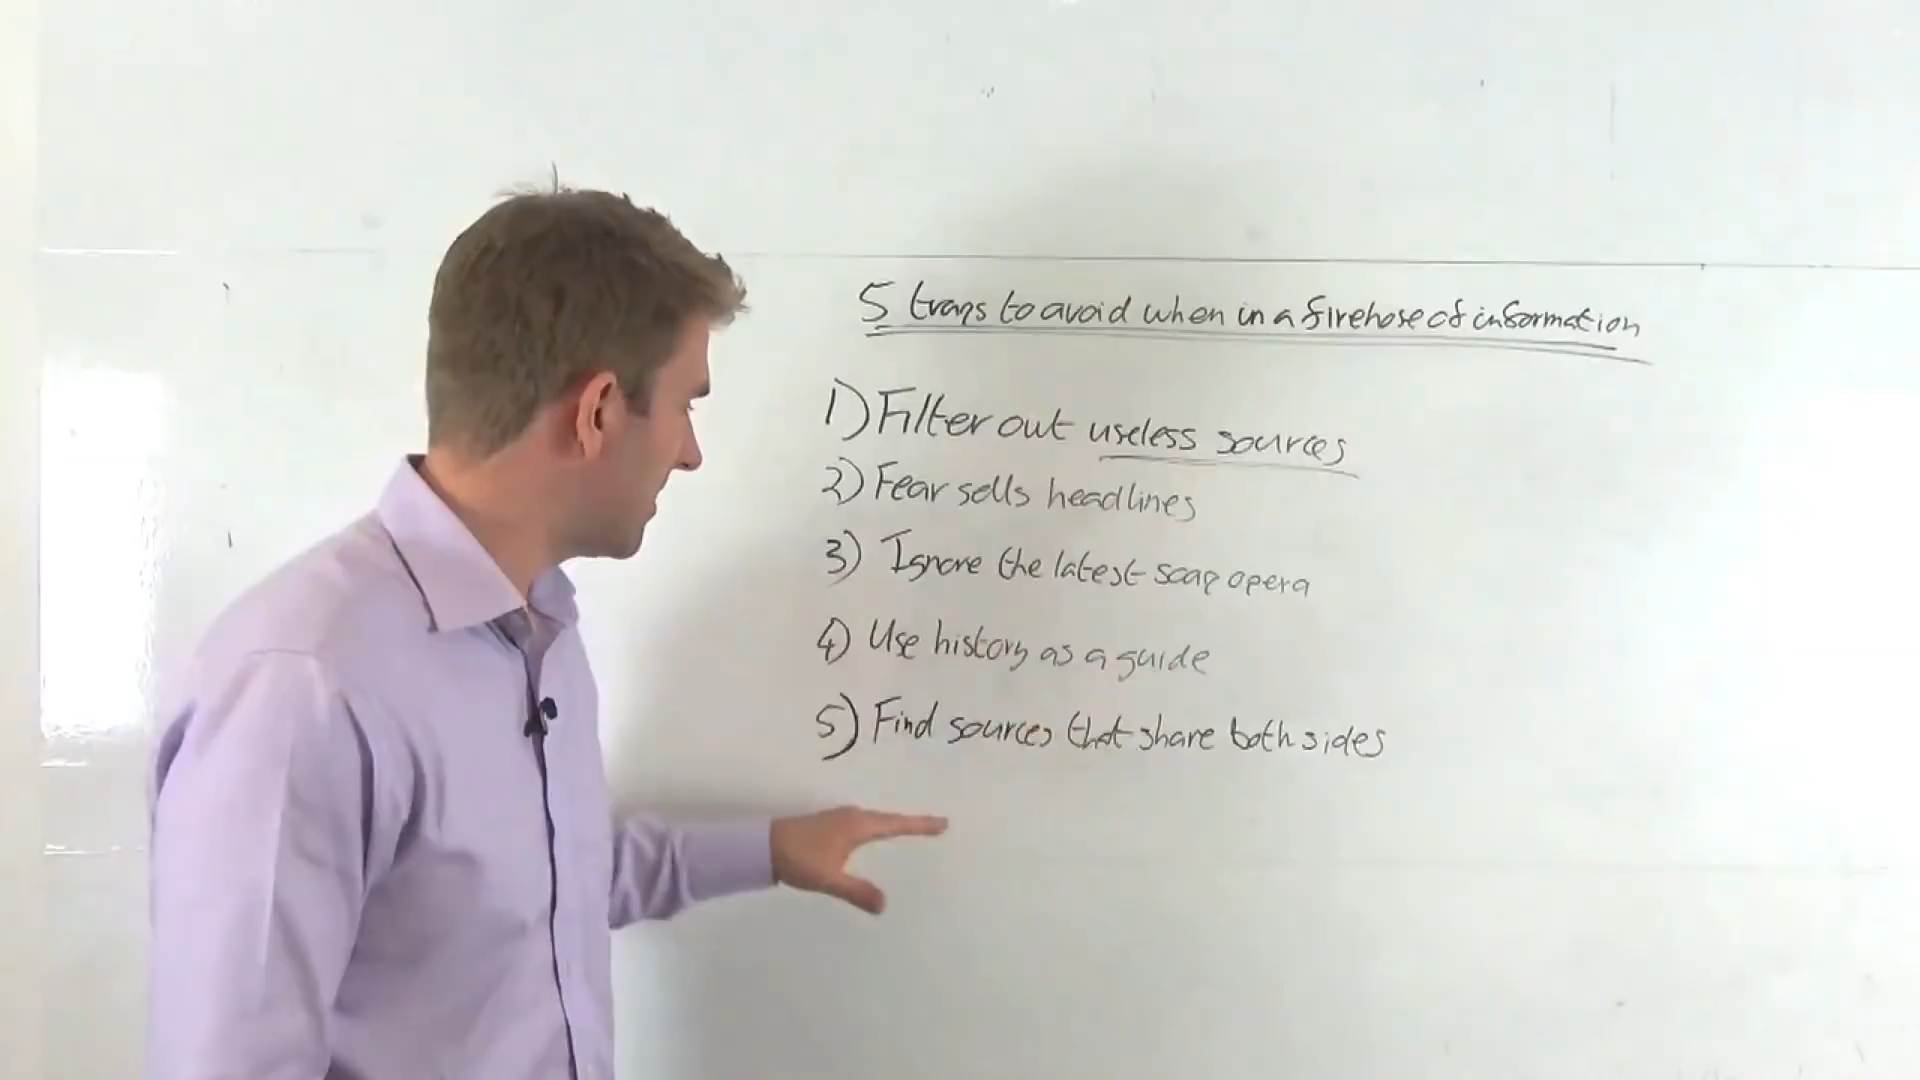 5 traps to avoid when in a firehose of information
1) Filter out useless sources
2) Fear sells headlines
3) Ignore the latest soap opera
4) Use history as a guide
5) Find sources that share both sides